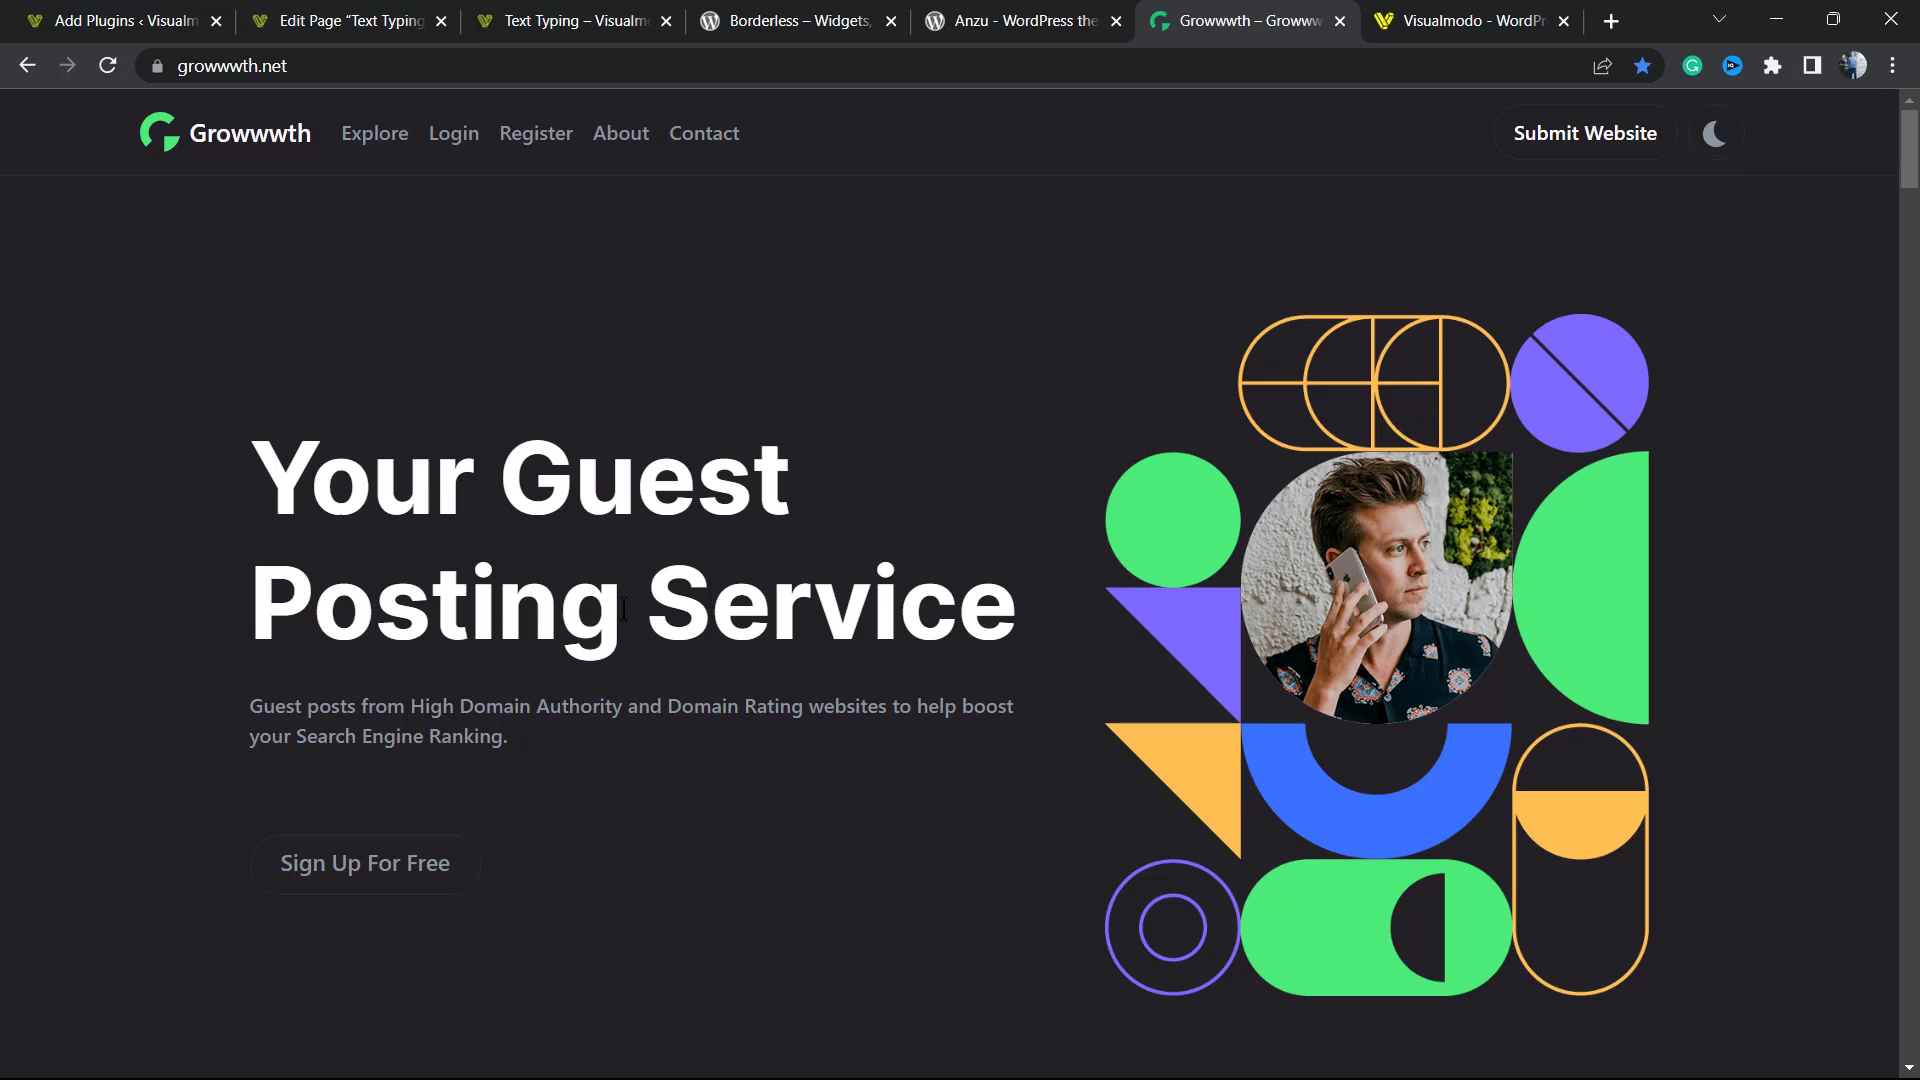 Add Plugins ‹ Visualm
Edit Page “Text Typing
Text Typing – Visualm
Borderless – Widgets,
Anzu - WordPress the
Growwwth – Growww
Visualmodo - WordPr
growwwth.net
Growwwth
Explore
Login
Register
About
Contact
Submit Website
Your Guest
Posting Service
Guest posts from High Domain Authority and Domain Rating websites to help boost
your Search Engine Ranking.
Sign Up For Free